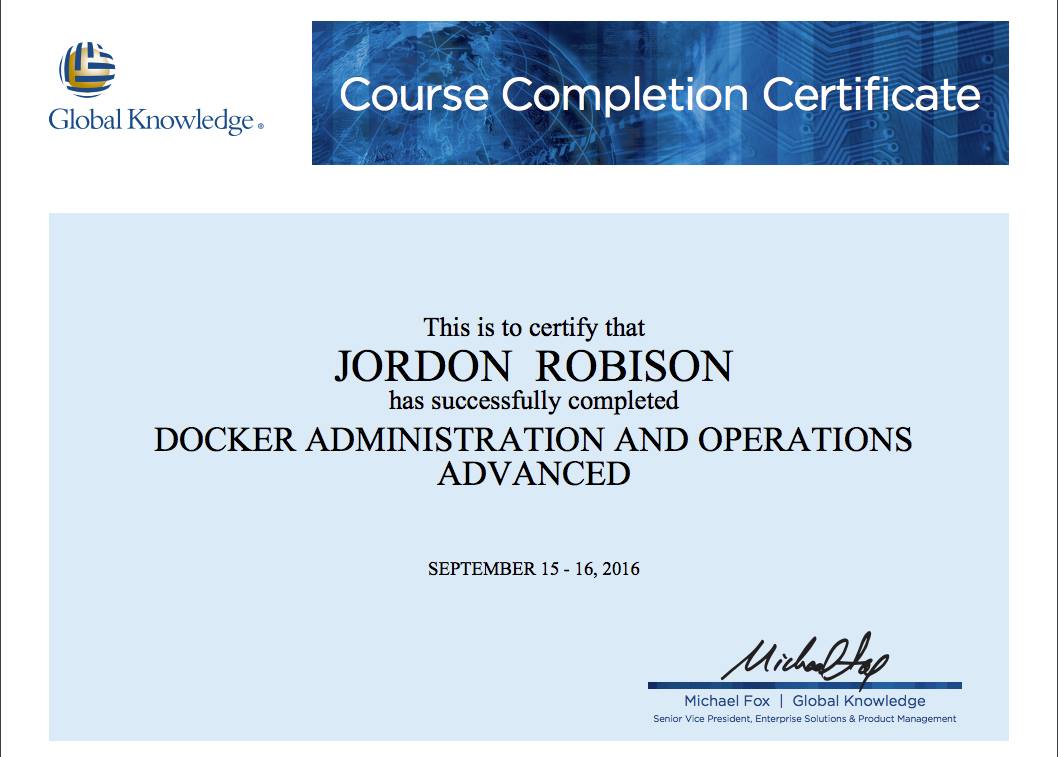 Global Knowledge®
Course Completion Certificate
This is to certify that
JORDON ROBISON
has successfully completed
DOCKER ADMINISTRATION AND OPERATIONS
ADVANCED
SEPTEMBER 15 - 16, 2016
Michael Fox
Michael Fox | Global Knowledge
Senior Vice President, Enterprise Solutions & Product Management